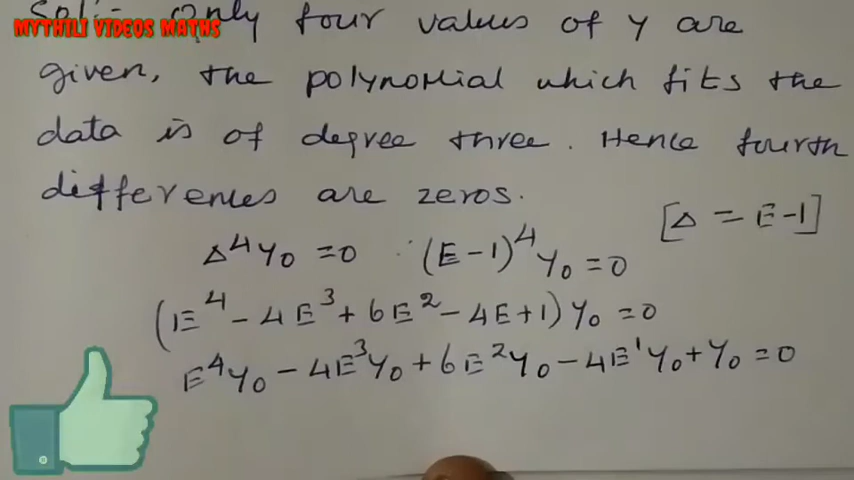 Sol:- Only four values of y are
MYTHILI VIDEOS MATHS
given, the polynomial which fits the
data is of degree three. Hence fourth
differences are zeros.
[Δ = E-1]
Δ⁴y₀ = 0 ∴ (E-1)⁴y₀ = 0
(E⁴ - 4E³ + 6E² - 4E + 1) y₀ = 0
E⁴y₀ - 4E³y₀ + 6E²y₀ - 4E¹y₀ + y₀ = 0